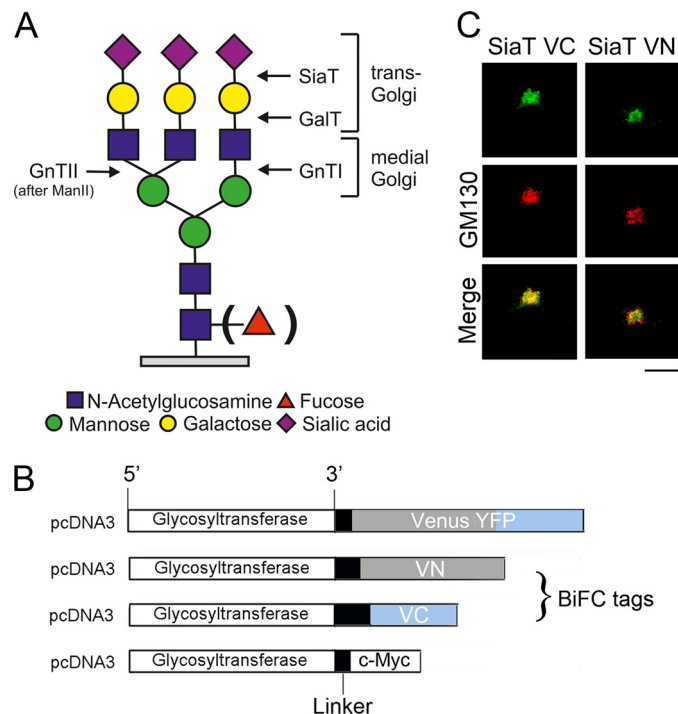 A
SiaT
trans-
Golgi
GalT
GnTII
(after ManII)
GnTI
medial
Golgi
( )
N-Acetylglucosamine Fucose
Mannose Galactose Sialic acid
C
SiaT VC SiaT VN
GM130
Merge
B
5’ 3’
pcDNA3 Glycosyltransferase Venus YFP
pcDNA3 Glycosyltransferase VN
pcDNA3 Glycosyltransferase VC
} BiFC tags
pcDNA3 Glycosyltransferase c-Myc
Linker